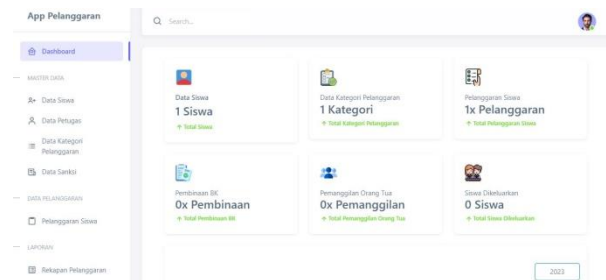 App Pelanggaran
Search...
Dashboard
MASTER DATA
Data Siswa
Data Petugas
Data Kategori
Pelanggaran
Data Sanksi
DATA PELANGGARAN
Pelanggaran Siswa
LAPORAN
Rekapan Pelanggaran
Data Siswa
1 Siswa
Total Siswa
Data Kategori Pelanggaran
1 Kategori
Total Kategori Pelanggaran
Pelanggaran Siswa
1x Pelanggaran
Total Pelanggaran Siswa
Pembinaan BK
0x Pembinaan
Total Pembinaan BK
Pemanggilan Orang Tua
0x Pemanggilan
Total Pemanggilan Orang Tua
Siswa Dikeluarkan
0 Siswa
Total Siswa Dikeluarkan
2023